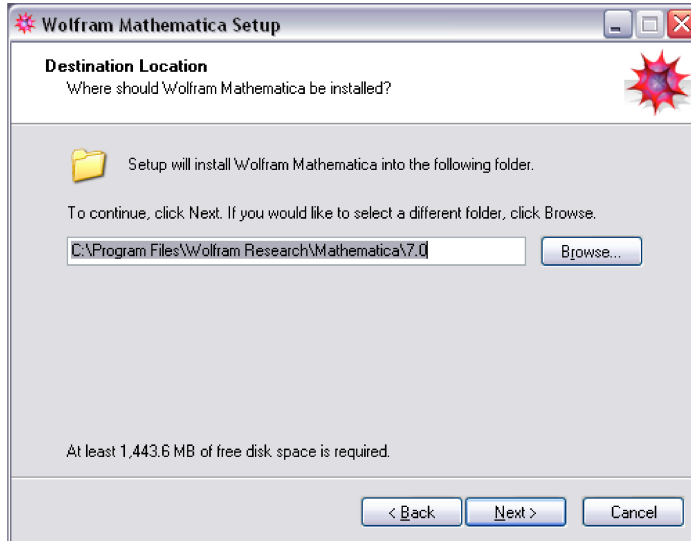 Wolfram Mathematica Setup
Destination Location
Where should Wolfram Mathematica be installed?
Setup will install Wolfram Mathematica into the following folder.
To continue, click Next. If you would like to select a different folder, click Browse.
C:\Program Files\Wolfram Research\Mathematica\7.0
Browse...
At least 1,443.6 MB of free disk space is required.
< Back
Next >
Cancel